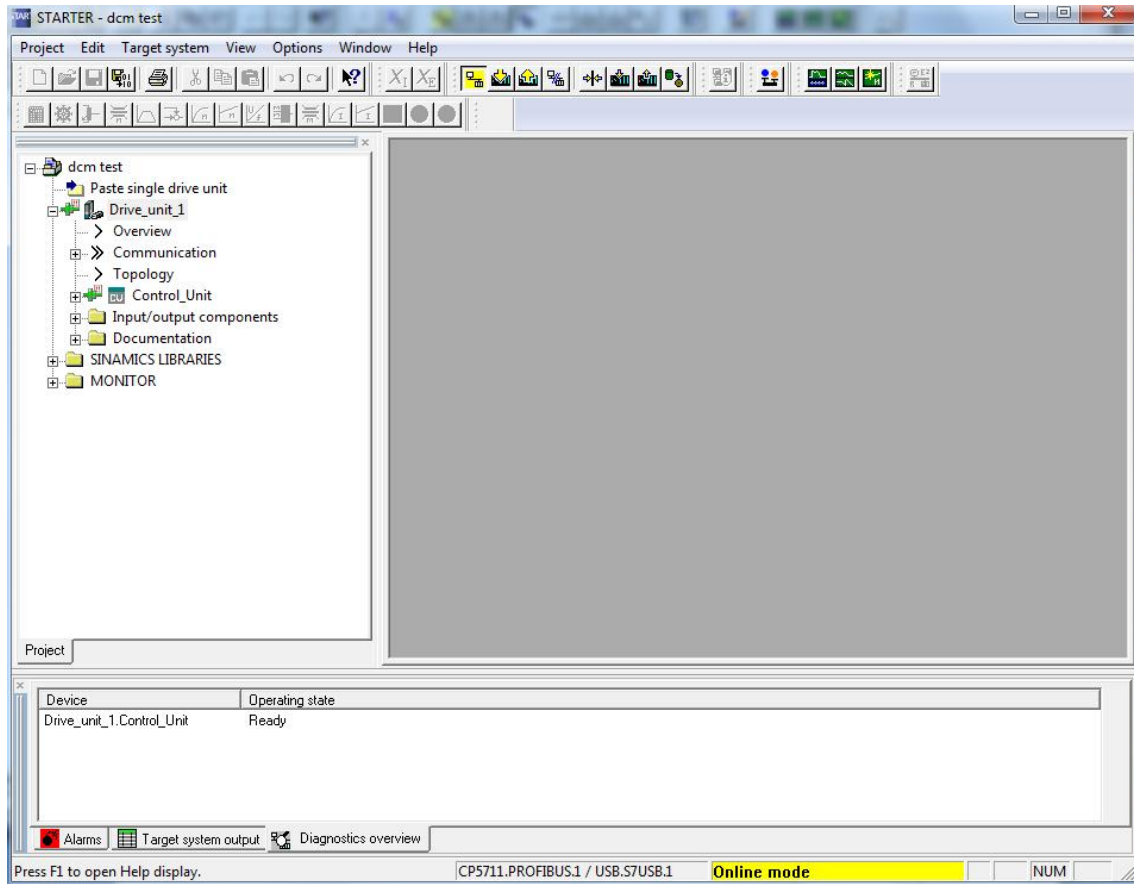 STARTER - dcm test
Project Edit Target system View Options Window Help
dcm test
Paste single drive unit
Drive_unit_1
Overview
Communication
Topology
Control_Unit
Input/output components
Documentation
SINAMICS LIBRARIES
MONITOR
Project
Device Operating state
Drive_unit_1.Control_Unit Ready
Alarms Target system output Diagnostics overview
Press F1 to open Help display. CP5711.PROFIBUS.1 / USB.S7USB.1 Online mode NUM